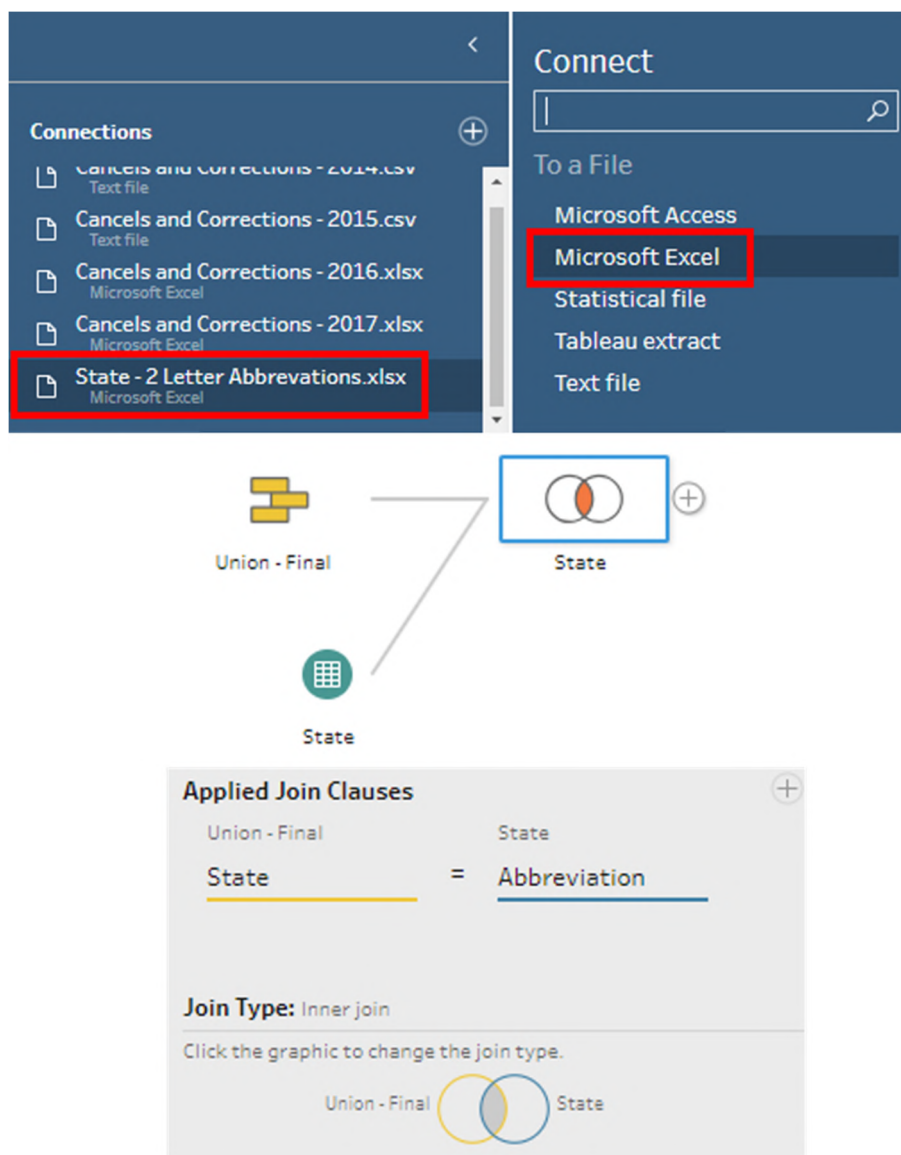 Connections
Cancels and Corrections - 2014.csv
Text file
Cancels and Corrections - 2015.csv
Text file
Cancels and Corrections - 2016.xlsx
Microsoft Excel
Cancels and Corrections - 2017.xlsx
Microsoft Excel
State - 2 Letter Abbrevations.xlsx
Microsoft Excel
Connect
To a File
Microsoft Access
Microsoft Excel
Statistical file
Tableau extract
Text file
Union - Final
State
State
Applied Join Clauses
Union - Final State
State = Abbreviation
Join Type: Inner join
Click the graphic to change the join type.
Union - Final State